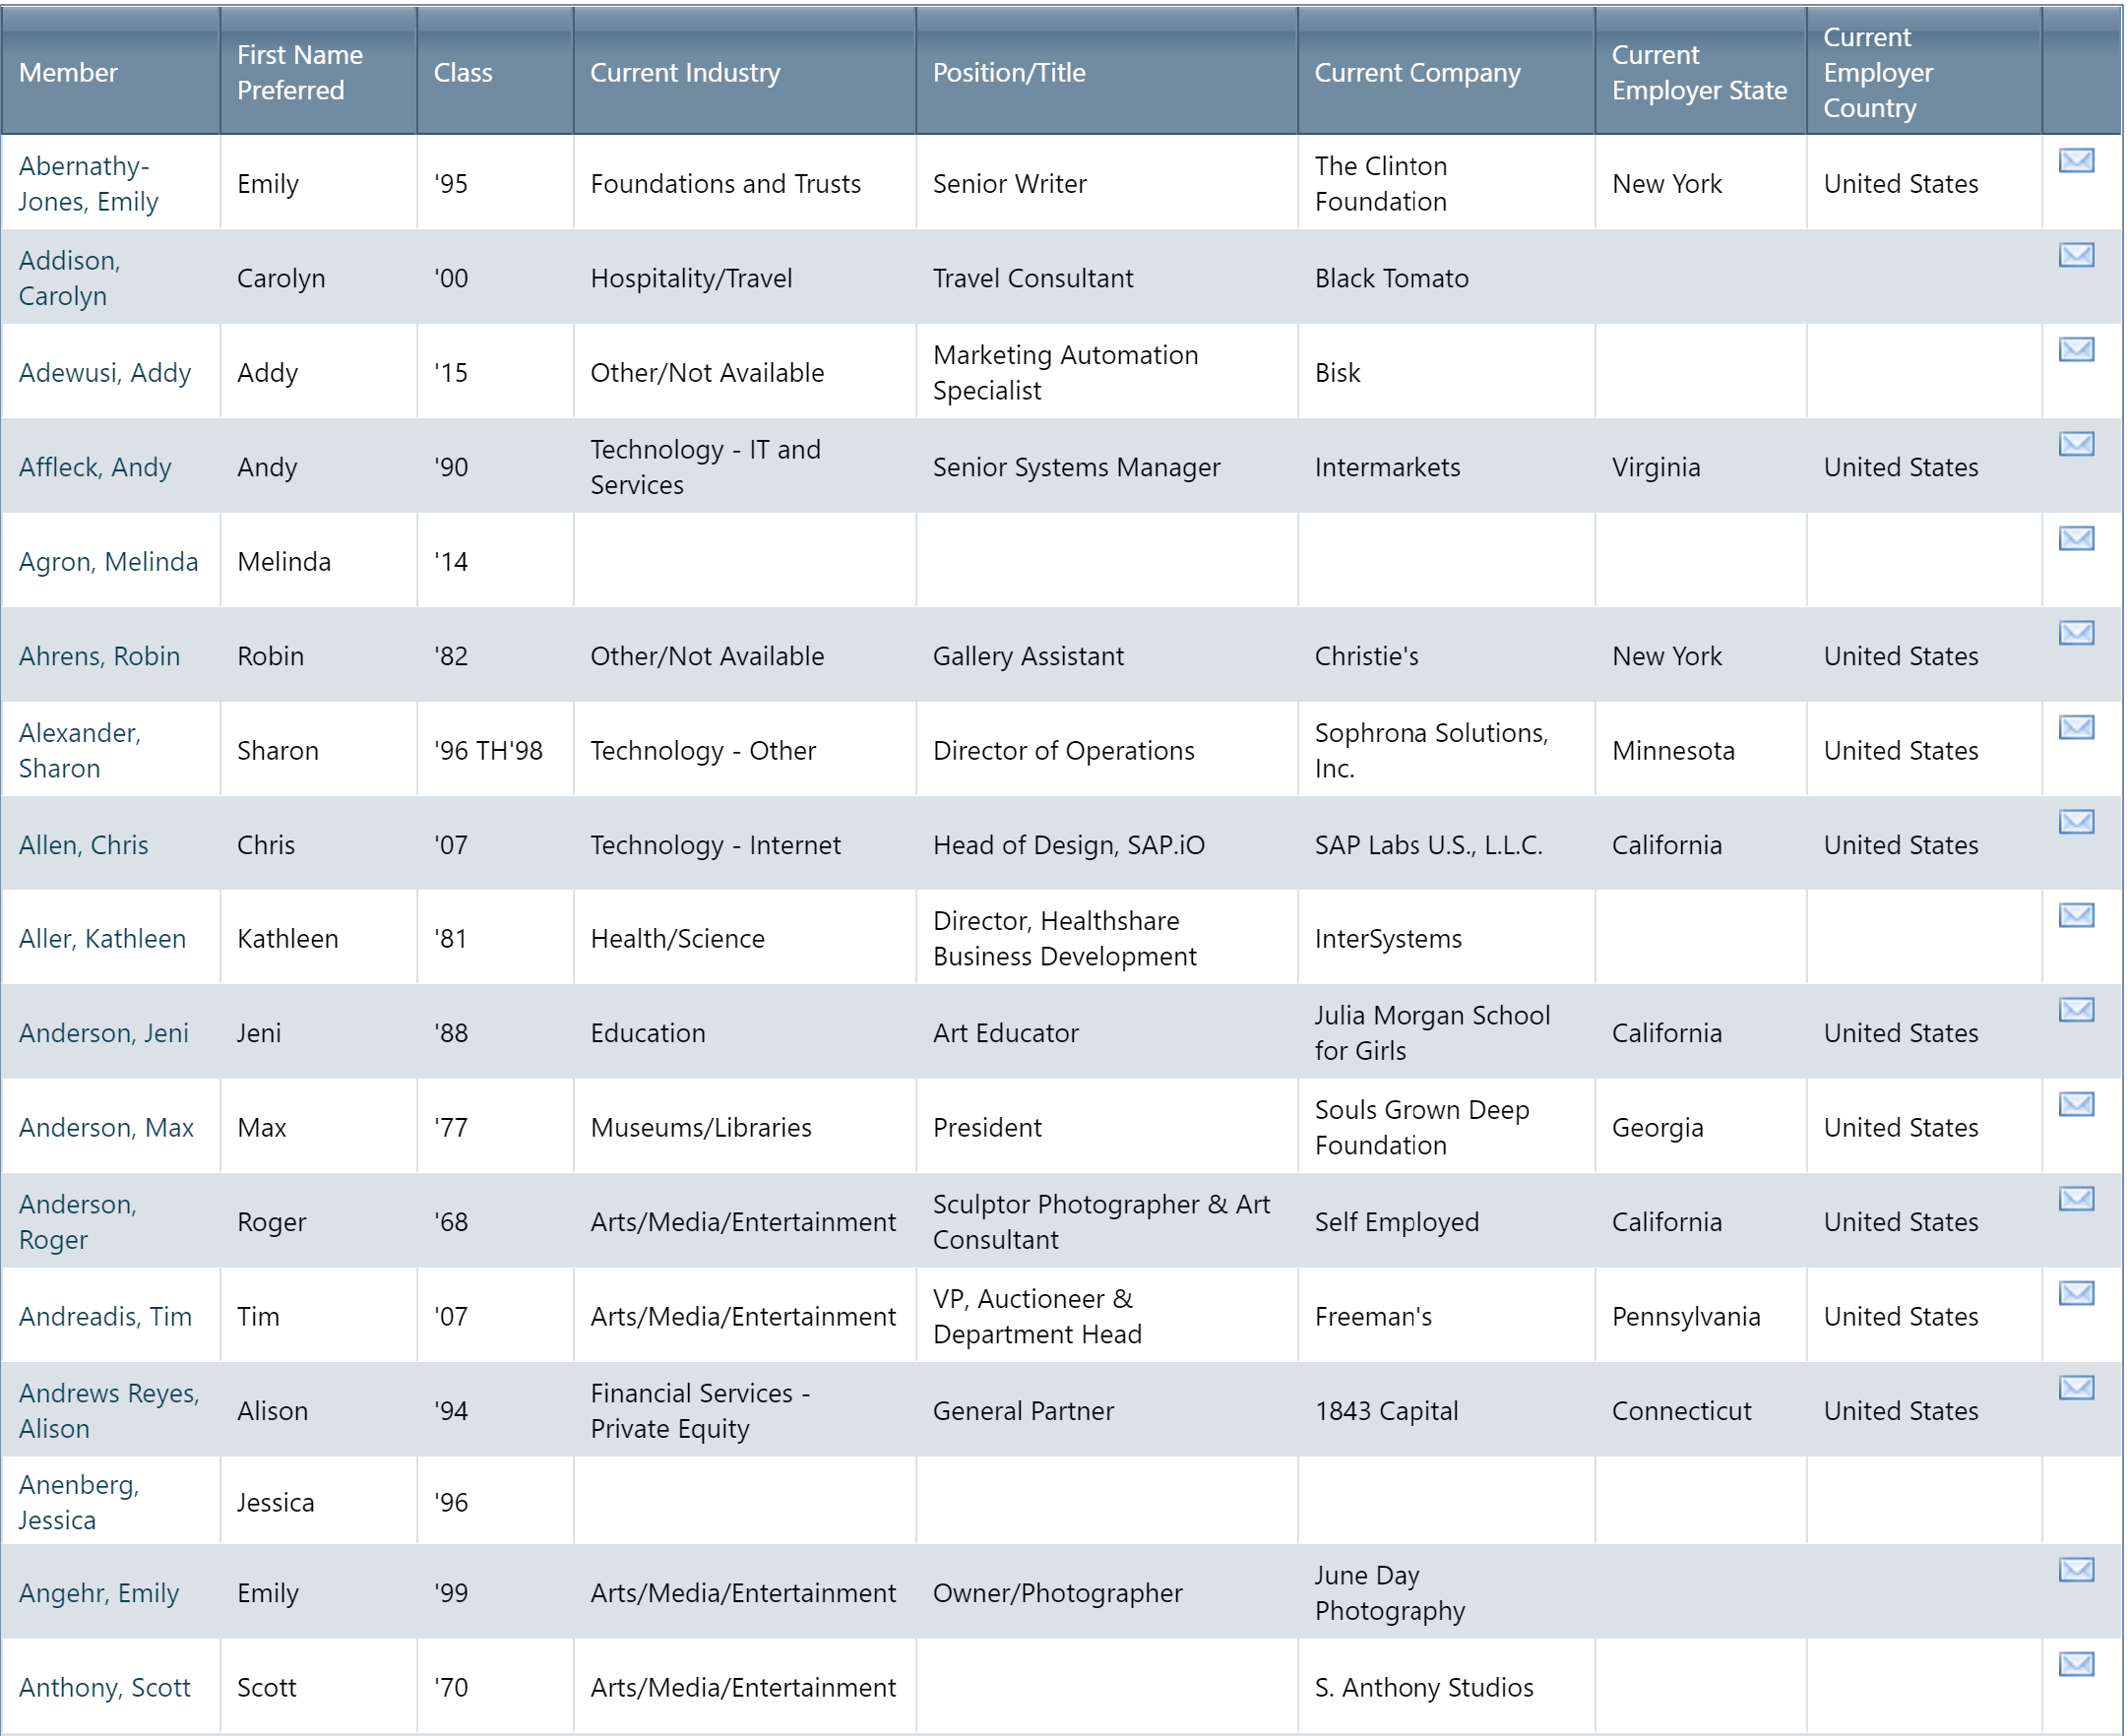 Member First Name Preferred Class Current Industry Position/Title Current Company Current Employer State Current Employer Country
Abernathy-Jones, Emily Emily '95 Foundations and Trusts Senior Writer The Clinton Foundation New York United States
Addison, Carolyn Carolyn '00 Hospitality/Travel Travel Consultant Black Tomato
Adewusi, Addy Addy '15 Other/Not Available Marketing Automation Specialist Bisk
Affleck, Andy Andy '90 Technology - IT and Services Senior Systems Manager Intermarkets Virginia United States
Agron, Melinda Melinda '14
Ahrens, Robin Robin '82 Other/Not Available Gallery Assistant Christie's New York United States
Alexander, Sharon Sharon '96 TH'98 Technology - Other Director of Operations Sophrona Solutions, Inc. Minnesota United States
Allen, Chris Chris '07 Technology - Internet Head of Design, SAP.iO SAP Labs U.S., L.L.C. California United States
Aller, Kathleen Kathleen '81 Health/Science Director, Healthshare Business Development InterSystems
Anderson, Jeni Jeni '88 Education Art Educator Julia Morgan School for Girls California United States
Anderson, Max Max '77 Museums/Libraries President Souls Grown Deep Foundation Georgia United States
Anderson, Roger Roger '68 Arts/Media/Entertainment Sculptor Photographer & Art Consultant Self Employed California United States
Andreadis, Tim Tim '07 Arts/Media/Entertainment VP, Auctioneer & Department Head Freeman's Pennsylvania United States
Andrews Reyes, Alison Alison '94 Financial Services - Private Equity General Partner 1843 Capital Connecticut United States
Anenberg, Jessica Jessica '96
Angehr, Emily Emily '99 Arts/Media/Entertainment Owner/Photographer June Day Photography
Anthony, Scott Scott '70 Arts/Media/Entertainment S. Anthony Studios